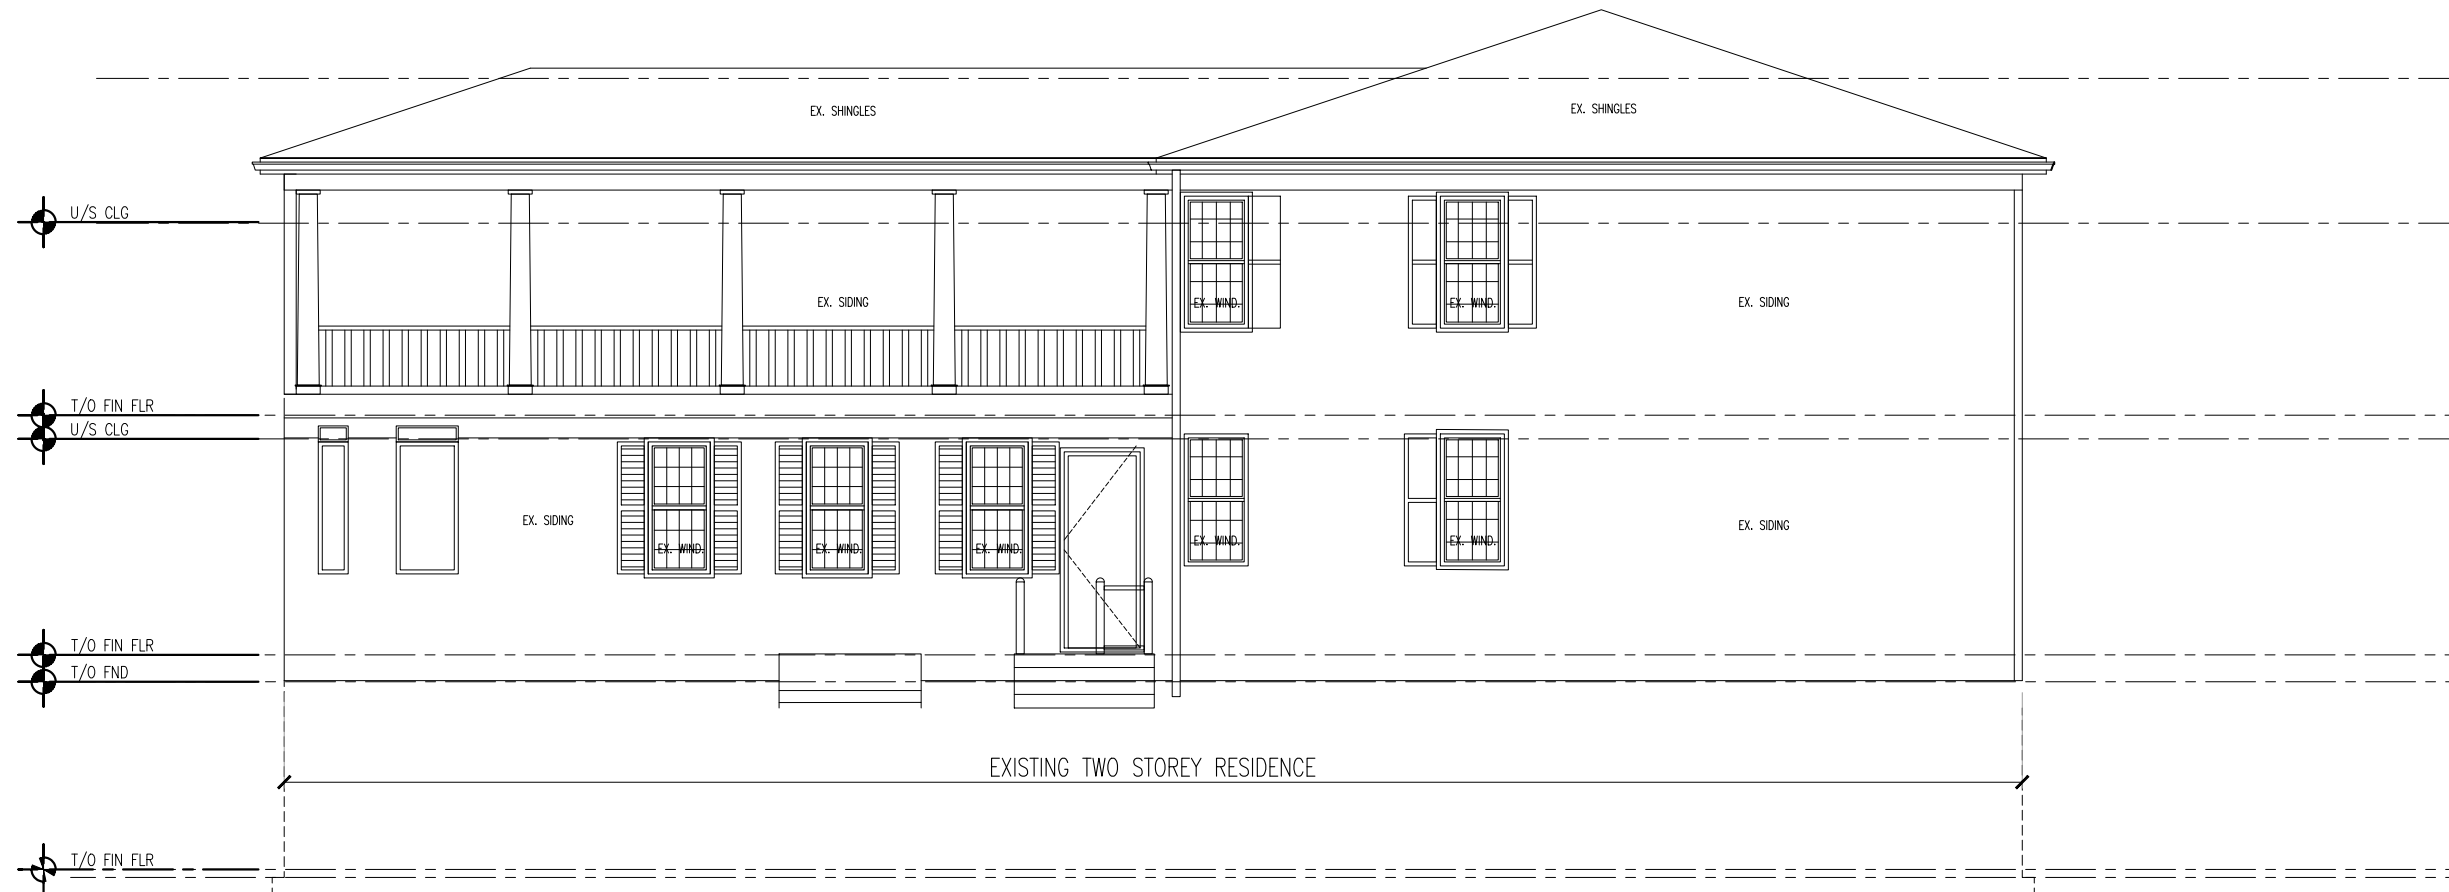 EX. SHINGLES
EX. SHINGLES
U/S CLG
EX. SIDING
EX. WIND.
EX. WIND.
EX. SIDING
T/O FIN FLR
U/S CLG
EX. SIDING
EX. WIND.
EX. WIND.
EX. WIND.
EX. WIND.
EX. WIND.
EX. SIDING
T/O FIN FLR
T/O FND
EXISTING TWO STOREY RESIDENCE
T/O FIN FLR